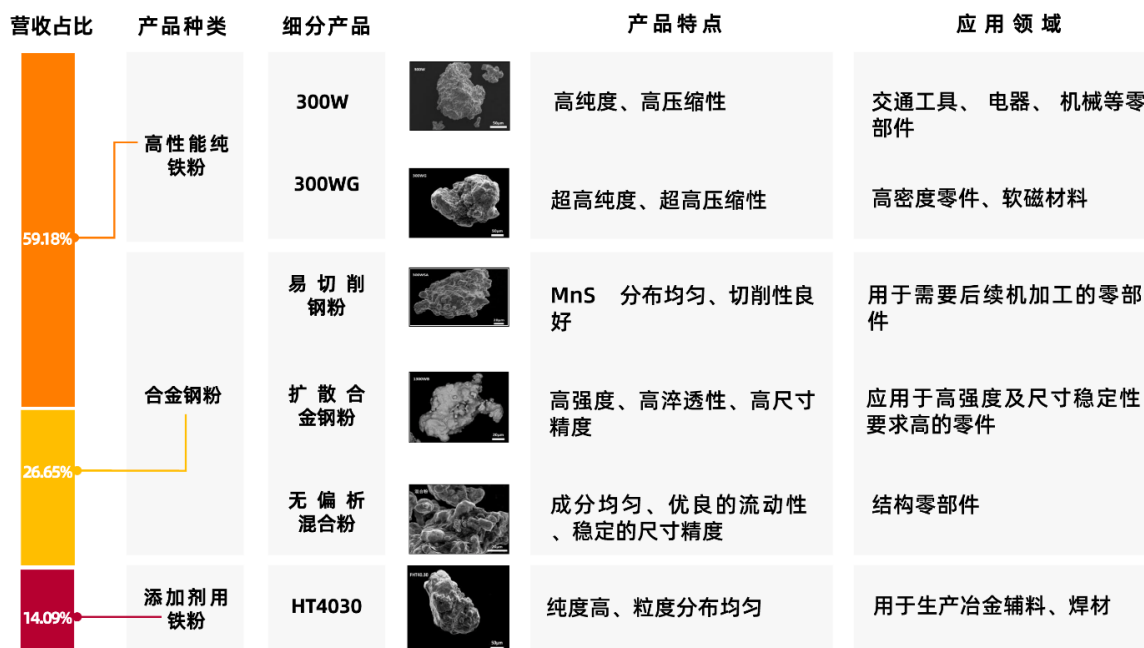 营收占比
产品种类
细分产品
产品特点
应用领域
59.18%
高性能纯
铁粉
300W
高纯度、高压缩性
交通工具、 电器、 机械等零
部件
300WG
超高纯度、超高压缩性
高密度零件、软磁材料
26.65%
合金钢粉
易切削
钢粉
MnS 分布均匀、切削性良
好
用于需要后续机加工的零部
件
扩散合
金钢粉
高强度、高淬透性、高尺寸
精度
应用于高强度及尺寸稳定性
要求高的零件
无偏析
混合粉
成分均匀、优良的流动性
、稳定的尺寸精度
结构零部件
14.09%
添加剂用
铁粉
HT4030
纯度高、粒度分布均匀
用于生产冶金辅料、焊材